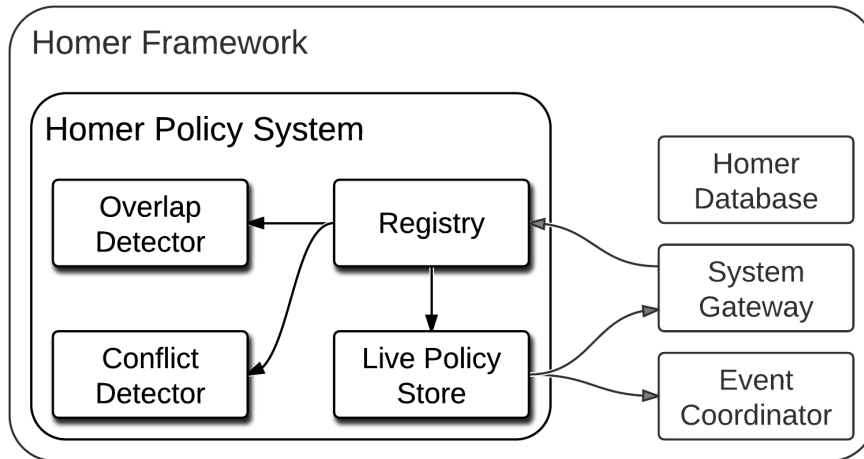 Homer Framework
Homer Policy System
Overlap
Detector
Registry
Conflict
Detector
Live Policy
Store
Homer
Database
System
Gateway
Event
Coordinator